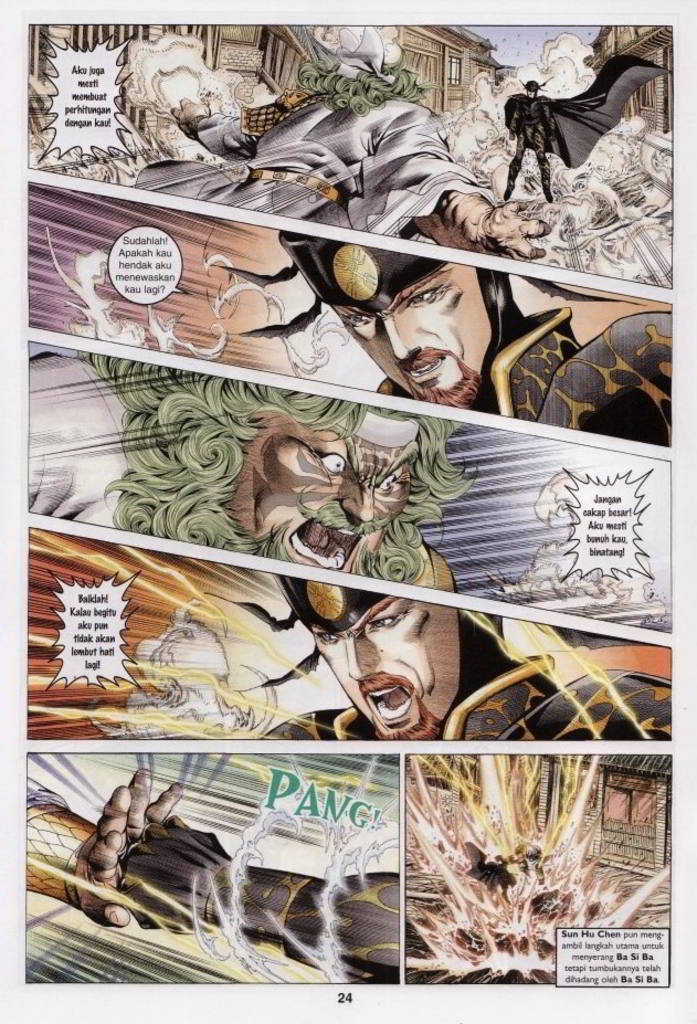 Aku juga
mesti
membuat
perhitungan
dengan kau!
Sudahlah!
Apakah kau
hendak aku
menewaskan
kau lagi?
Jangan
cakap besar!
Aku mesti
bunuh kau,
binatang!
Baiklah!
Kalau begitu
aku pun
tidak akan
lembut hati
lagi!
PANG!
Sun Hu Chen pun meng-
ambil langkah utama untuk
menyerang Ba Si Ba
tetapi tumbukannya telah
dihadang oleh Ba Si Ba.
24